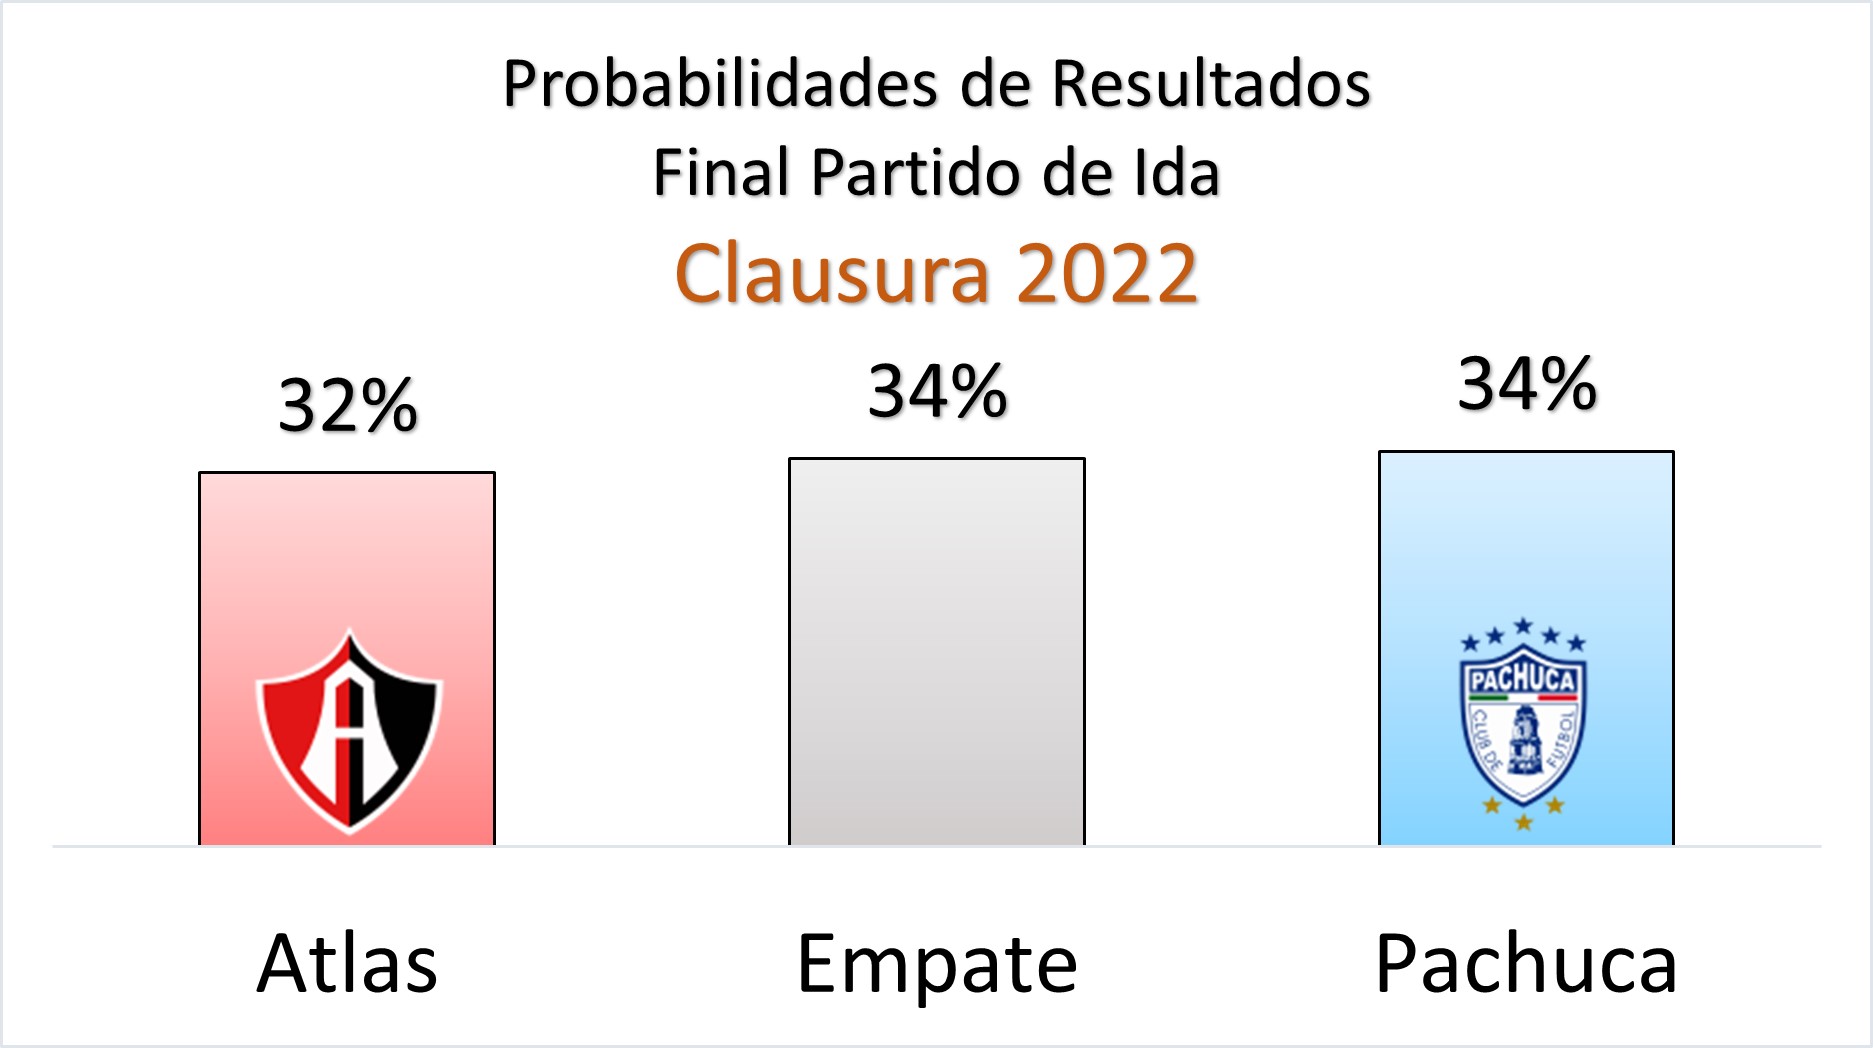 Probabilidades de Resultados
Final Partido de Ida
Clausura 2022
32%
34%
34%
A
PACHUCA
CLUB DE FUTBOL
Atlas
Empate
Pachuca